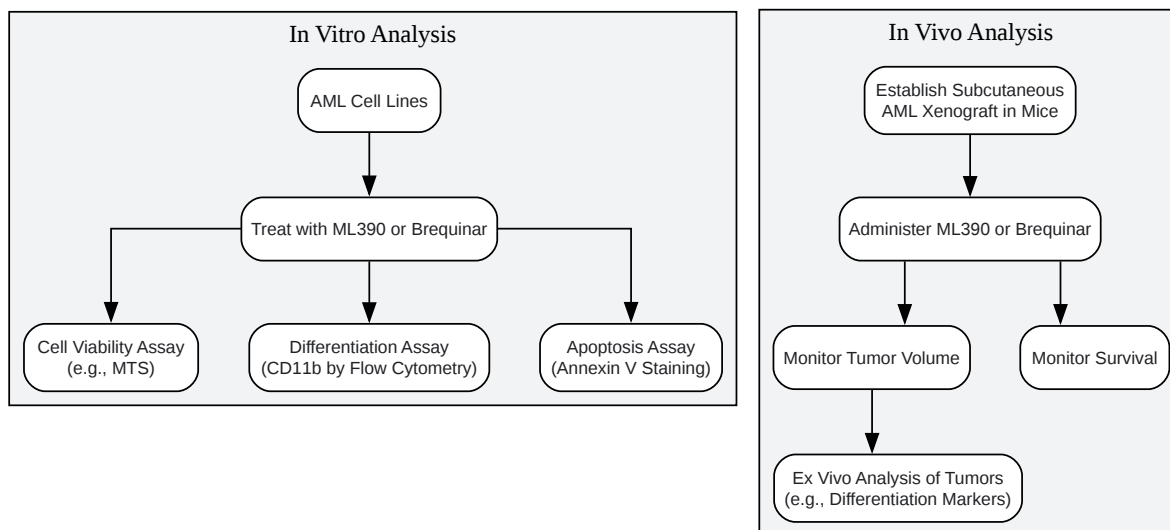 In Vitro Analysis
AML Cell Lines
Treat with ML390 or Brequinar
Cell Viability Assay
(e.g., MTS)
Differentiation Assay
(CD11b by Flow Cytometry)
Apoptosis Assay
(Annexin V Staining)
In Vivo Analysis
Establish Subcutaneous
AML Xenograft in Mice
Administer ML390 or Brequinar
Monitor Tumor Volume
Monitor Survival
Ex Vivo Analysis of Tumors
(e.g., Differentiation Markers)